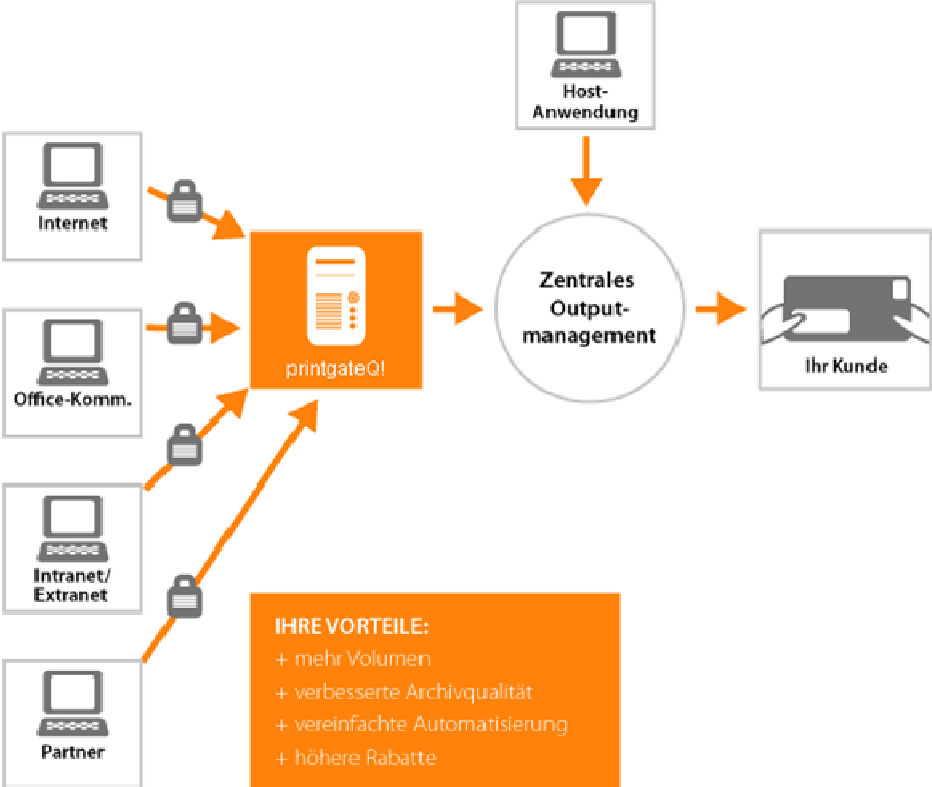 Host-
Anwendung
Internet
Zentrales
Output-
management
printgateQ!
Ihr Kunde
Office-Komm.
Intranet/
Extranet
Partner
IHRE VORTEILE:
+ mehr Volumen
+ verbesserte Archivqualität
+ vereinfachte Automatisierung
+ höhere Rabatte